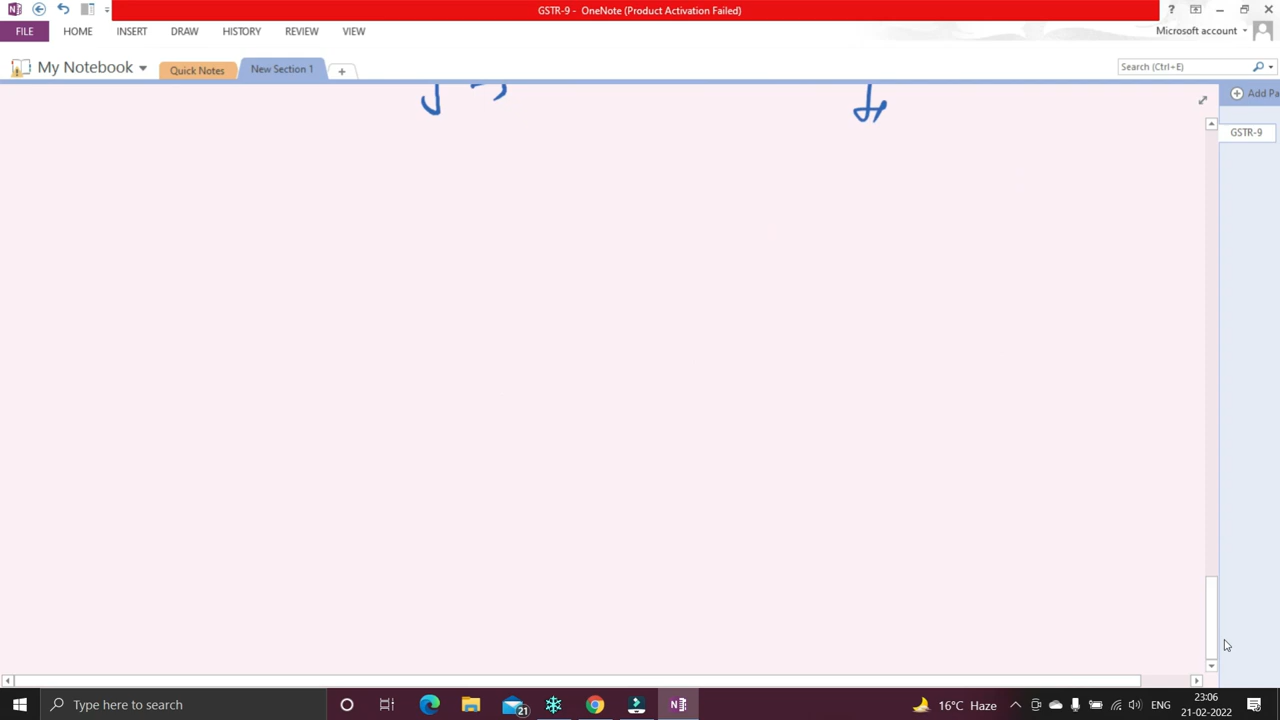 GSTR-9 - OneNote (Product Activation Failed)
FILE HOME INSERT DRAW HISTORY REVIEW VIEW
Microsoft account
My Notebook Quick Notes New Section 1
Search (Ctrl+E)
Add Pa
GSTR-9
Type here to search
21
16°C Haze
ENG
23:06
21-02-2022